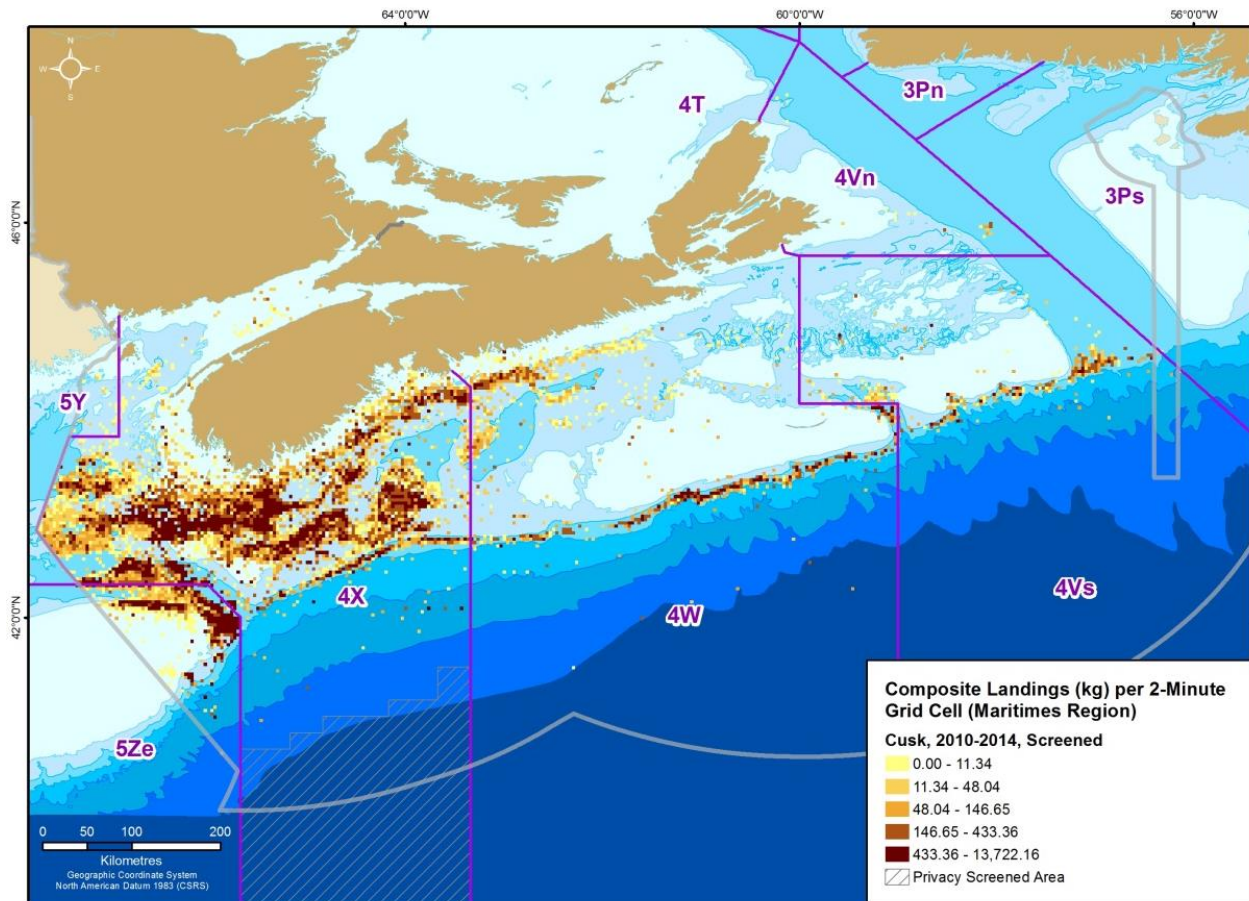 64°0'0"W
60°0'0"W
56°0'0"W
N
W
E
S
3Pn
4T
4Vn
3Ps
46°0'0"N
5Y
42°0'0"N
4X
4W
4Vs
5Ze
0 50 100 200
Kilometres
Geographic Coordinate System
North American Datum 1983 (CSRS)
Composite Landings (kg) per 2-Minute
Grid Cell (Maritimes Region)
Cusk, 2010-2014, Screened
0.00 - 11.34
11.34 - 48.04
48.04 - 146.65
146.65 - 433.36
433.36 - 13,722.16
Privacy Screened Area